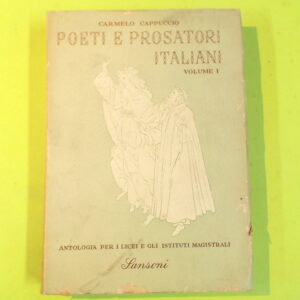 CARMELO CAPPUCCIO
POETI E PROSATORI
ITALIANI
VOLUME I
ANTOLOGIA PER I LICEI E GLI ISTITUTI MAGISTRALI
Sansoni